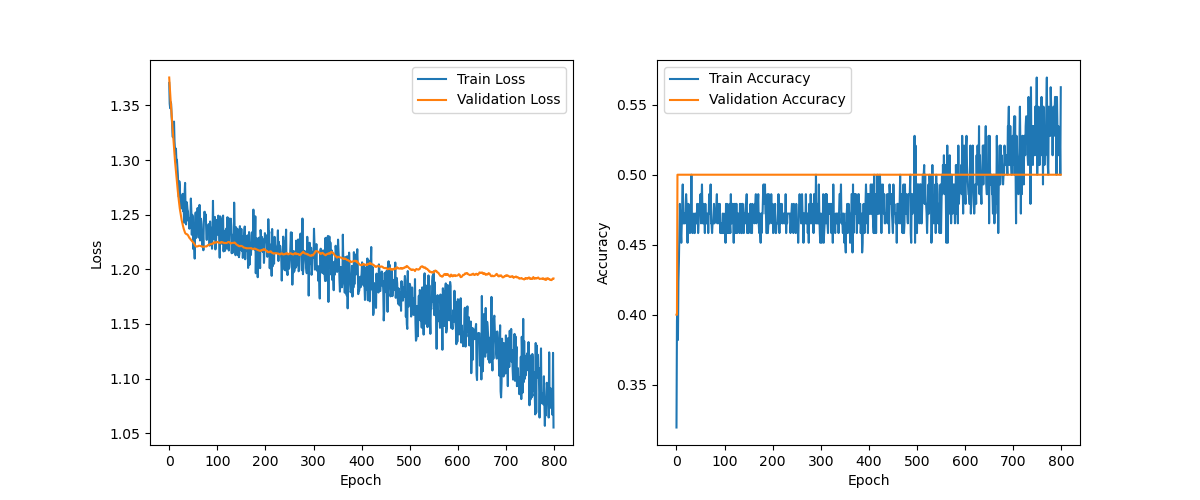 Train Loss
Validation Loss
1.35
1.30
1.25
1.20
1.15
1.10
1.05
Loss
0 100 200 300 400 500 600 700 800
Epoch
Train Accuracy
Validation Accuracy
0.55
0.50
0.45
0.40
0.35
Accuracy
0 100 200 300 400 500 600 700 800
Epoch